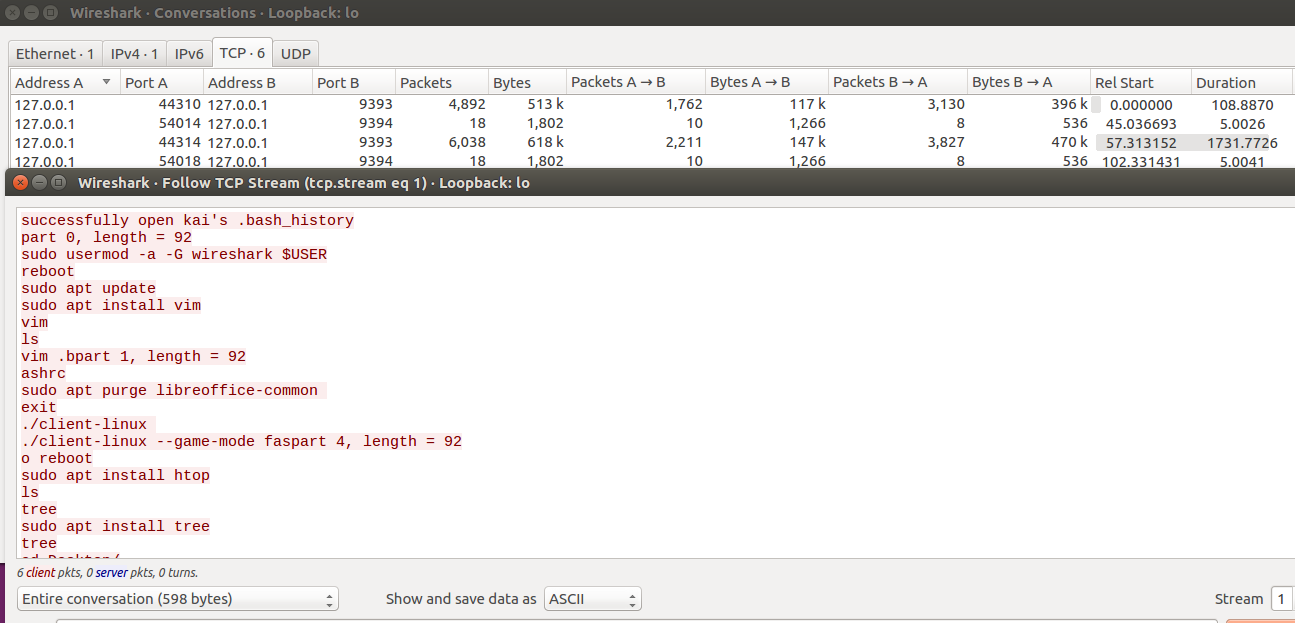 Wireshark · Conversations · Loopback: lo
Ethernet · 1 IPv4 · 1 IPv6 TCP · 6 UDP
Address A Port A Address B Port B Packets Bytes Packets A → B Bytes A → B Packets B → A Bytes B → A Rel Start Duration
127.0.0.1 44310 127.0.0.1 9393 4,892 513 k 1,762 117 k 3,130 396 k 0.000000 108.8870
127.0.0.1 54014 127.0.0.1 9394 18 1,802 10 1,266 8 536 45.036693 5.0026
127.0.0.1 44314 127.0.0.1 9393 6,038 618 k 2,211 147 k 3,827 470 k 57.313152 1731.7726
127.0.0.1 54018 127.0.0.1 9394 18 1,802 10 1,266 8 536 102.331431 5.0041
Wireshark · Follow TCP Stream (tcp.stream eq 1) · Loopback: lo
successfully open kai's .bash_history
part 0, length = 92
sudo usermod -a -G wireshark $USER
reboot
sudo apt update
sudo apt install vim
vim
ls
vim .bpart 1, length = 92
ashrc
sudo apt purge libreoffice-common
exit
./client-linux
./client-linux --game-mode faspart 4, length = 92
o reboot
sudo apt install htop
ls
tree
sudo apt install tree
tree
cd Desktop/
6 client pkts, 0 server pkts, 0 turns.
Entire conversation (598 bytes) Show and save data as ASCII Stream 1